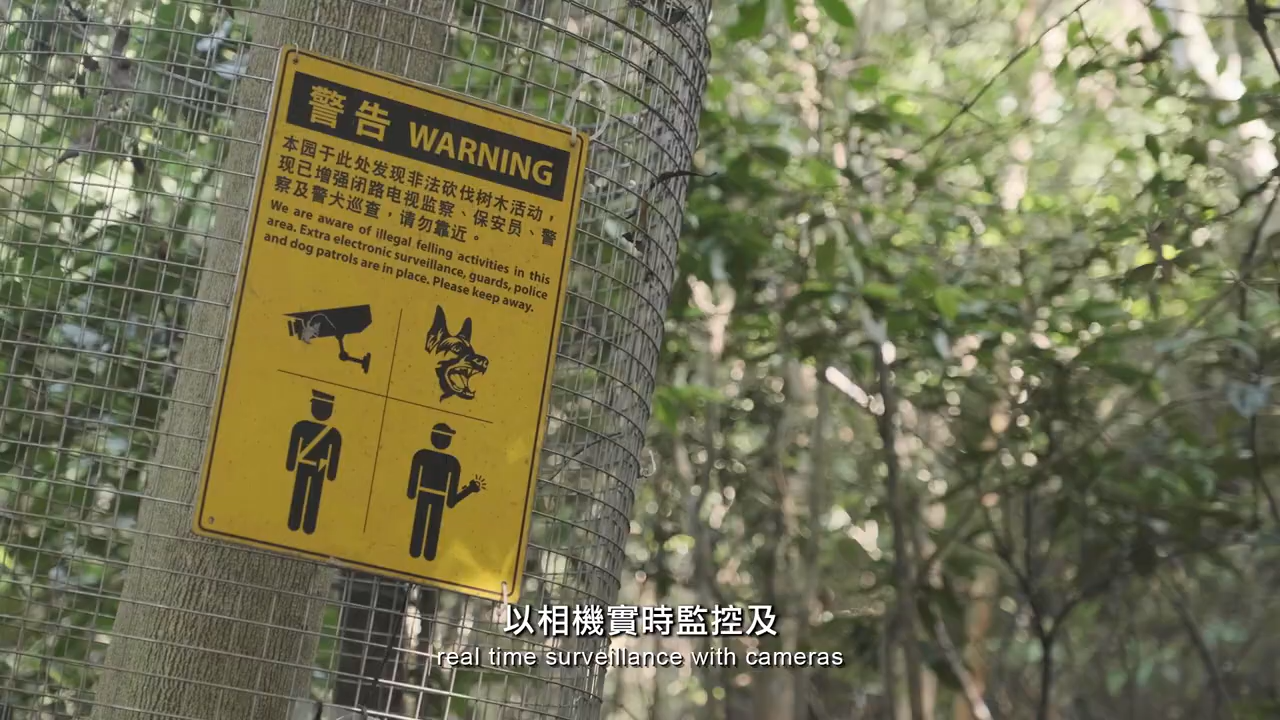 警告 WARNING
本园于此处发现非法砍伐树木活动，
现已增强闭路电视监察、保安员、警
察及警犬巡查，请勿靠近。
We are aware of illegal felling activities in this
area. Extra electronic surveillance, guards, police
and dog patrols are in place. Please keep away.
以相機實時監控及
real time surveillance with cameras